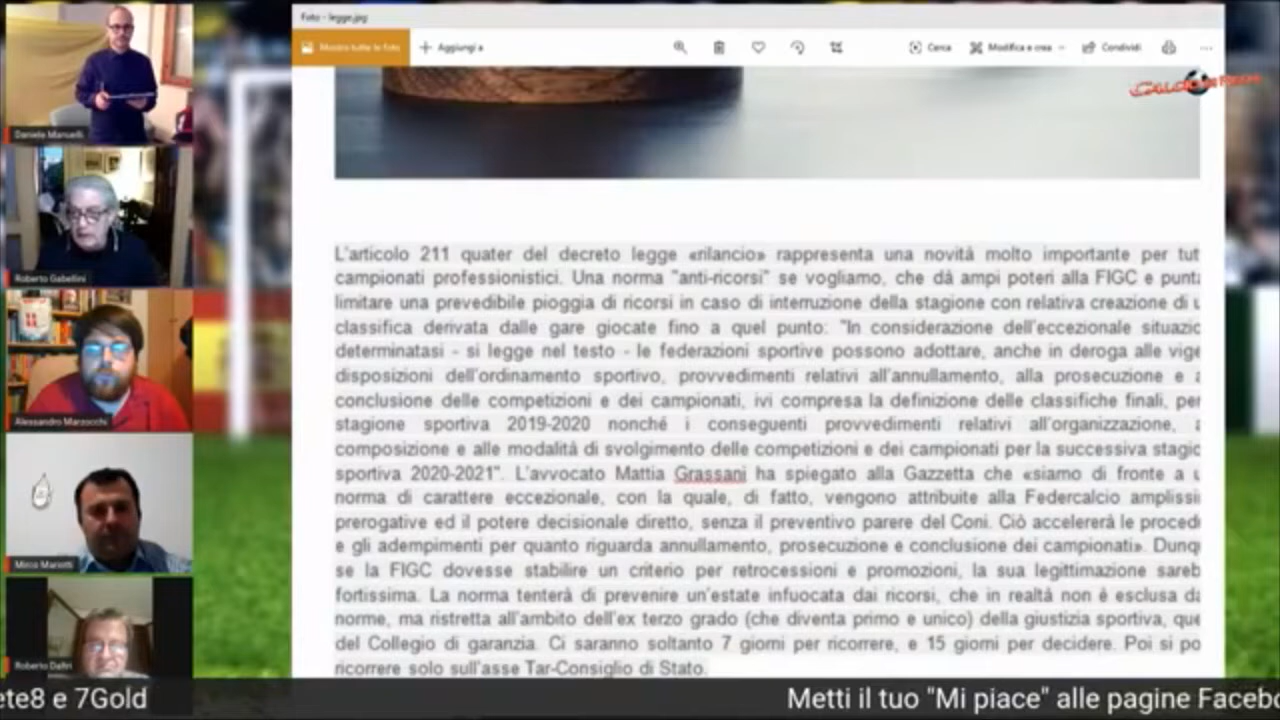 Foto - legge.jpg
Mostra tutte le foto
Aggiungi a
Cerca
Modifica e crea
Condividi
Daniele Manuelli
Roberto Gabellini
Alessandro Marzocchi
Mirco Mariotti
Roberto Daltri
L'articolo 211 quater del decreto legge «rilancio» rappresenta una novità molto importante per tut
campionati professionistici. Una norma "anti-ricorsi" se vogliamo, che dà ampi poteri alla FIGC e punta
limitare una prevedibile pioggia di ricorsi in caso di interruzione della stagione con relativa creazione di u
classifica derivata dalle gare giocate fino a quel punto: "In considerazione dell'eccezionale situazio
determinatasi - si legge nel testo - le federazioni sportive possono adottare, anche in deroga alle vige
disposizioni dell'ordinamento sportivo, provvedimenti relativi all'annullamento, alla prosecuzione e a
conclusione delle competizioni e dei campionati, ivi compresa la definizione delle classifiche finali, per
stagione sportiva 2019-2020 nonché i conseguenti provvedimenti relativi all'organizzazione, a
composizione e alle modalità di svolgimento delle competizioni e dei campionati per la successiva stagio
sportiva 2020-2021". L'avvocato Mattia Grassani ha spiegato alla Gazzetta che «siamo di fronte a u
norma di carattere eccezionale, con la quale, di fatto, vengono attribuite alla Federcalcio amplissi
prerogative ed il potere decisionale diretto, senza il preventivo parere del Coni. Ciò accelererà le procedu
e gli adempimenti per quanto riguarda annullamento, prosecuzione e conclusione dei campionati». Dunqu
se la FIGC dovesse stabilire un criterio per retrocessioni e promozioni, la sua legittimazione sareb
fortissima. La norma tenterà di prevenire un'estate infuocata dai ricorsi, che in realtà non è esclusa da
norme, ma ristretta all'ambito dell'ex terzo grado (che diventa primo e unico) della giustizia sportiva, que
del Collegio di garanzia. Ci saranno soltanto 7 giorni per ricorrere, e 15 giorni per decidere. Poi si po
ricorrere solo sull'asse Tar-Consiglio di Stato.
ete8 e 7Gold
Metti il tuo "Mi piace" alle pagine Facebo